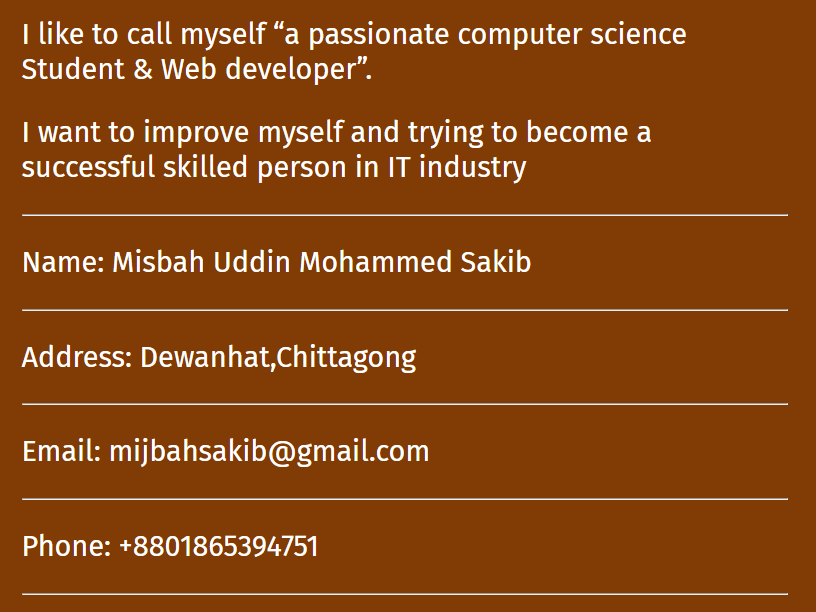 I like to call myself “a passionate computer science
Student & Web developer”.
I want to improve myself and trying to become a
successful skilled person in IT industry
Name: Misbah Uddin Mohammed Sakib
Address: Dewanhat,Chittagong
Email: mijbahsakib@gmail.com
Phone: +8801865394751